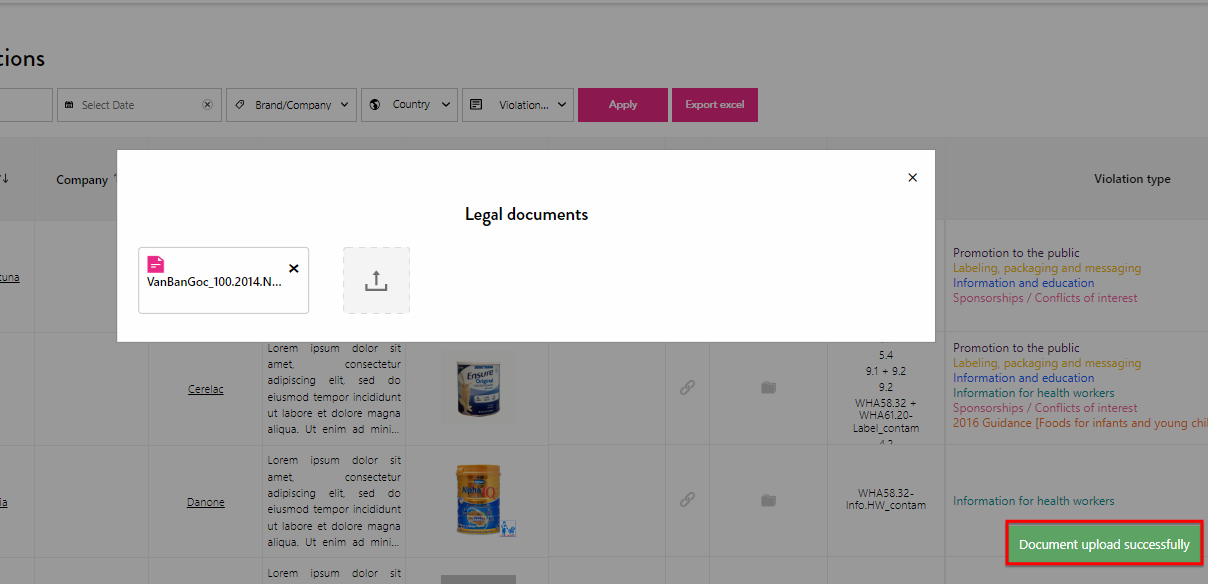 tions
Select Date
Brand/Company
Country
Violation...
Apply
Export excel
Company
Violation type
Legal documents
VanBanGoc_100.2014.N...
tuna
Promotion to the public
Labeling, packaging and messaging
Information and education
Sponsorships / Conflicts of interest
Cerelac
Lorem ipsum dolor sit
amet, consectetur
adipiscing elit, sed do
eiusmod tempor incididunt
ut labore et dolore magna
aliqua. Ut enim ad mini...
Ensure
Original
5.4
9.1 + 9.2
9.2
WHA58.32 +
WHA61.20-
Label_contam
4.2
Promotion to the public
Labeling, packaging and messaging
Information and education
Information for health workers
Sponsorships / Conflicts of interest
2016 Guidance [Foods for infants and young chil
ia
Danone
Lorem ipsum dolor sit
amet, consectetur
adipiscing elit, sed do
eiusmod tempor incididunt
ut labore et dolore magna
aliqua. Ut enim ad mini...
Alpha
IQ
WHA58.32-
Info.HW_contam
Information for health workers
Document upload successfully
Lorem ipsum dolor sit